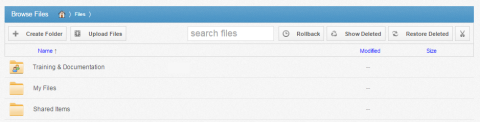 Browse Files ⟩ Files ⟩
Create Folder Upload Files search files Rollback Show Deleted Restore Deleted
Name ↑ Modified Size
Training & Documentation --
My Files --
Shared Items --